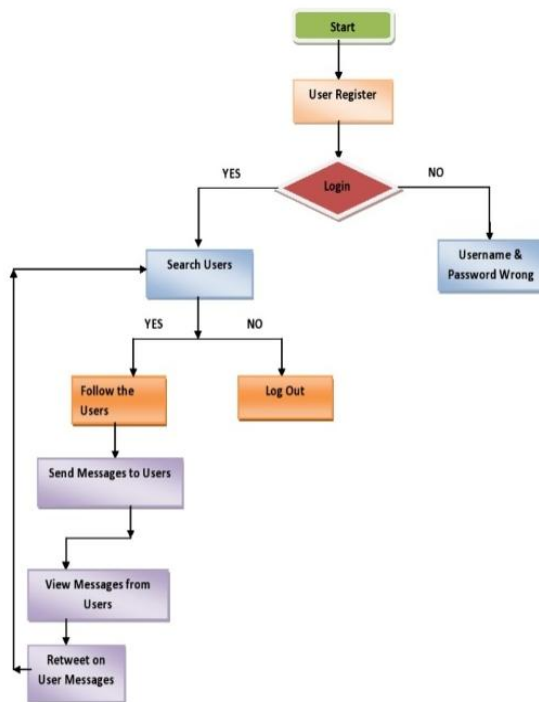 Start
User Register
Login
YES
NO
Search Users
Username &
Password Wrong
YES
NO
Follow the
Users
Log Out
Send Messages to Users
View Messages from
Users
Retweet on
User Messages